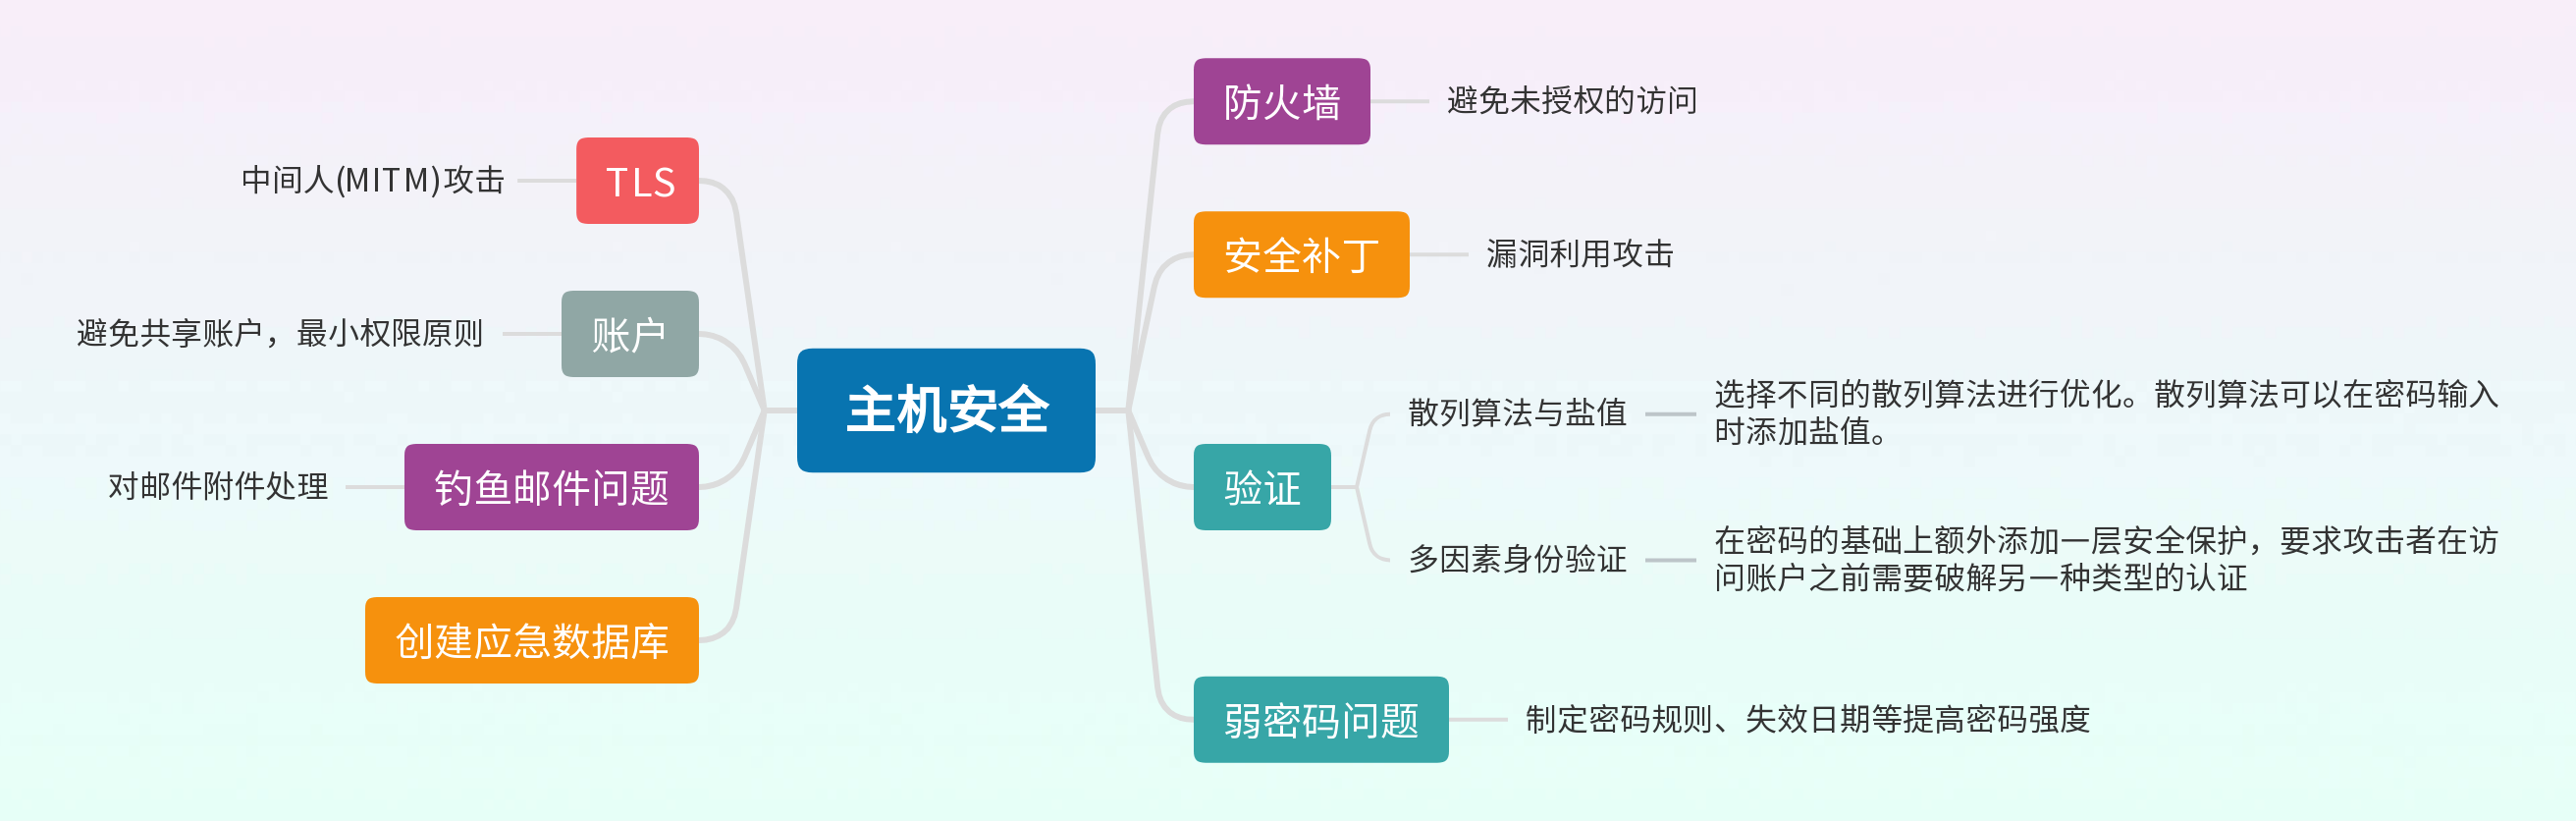 主机安全
防火墙
避免未授权的访问
安全补丁
漏洞利用攻击
验证
散列算法与盐值
选择不同的散列算法进行优化。散列算法可以在密码输入
时添加盐值。
多因素身份验证
在密码的基础上额外添加一层安全保护，要求攻击者在访
问账户之前需要破解另一种类型的认证
弱密码问题
制定密码规则、失效日期等提高密码强度
TLS
中间人(MITM)攻击
账户
避免共享账户，最小权限原则
钓鱼邮件问题
对邮件附件处理
创建应急数据库